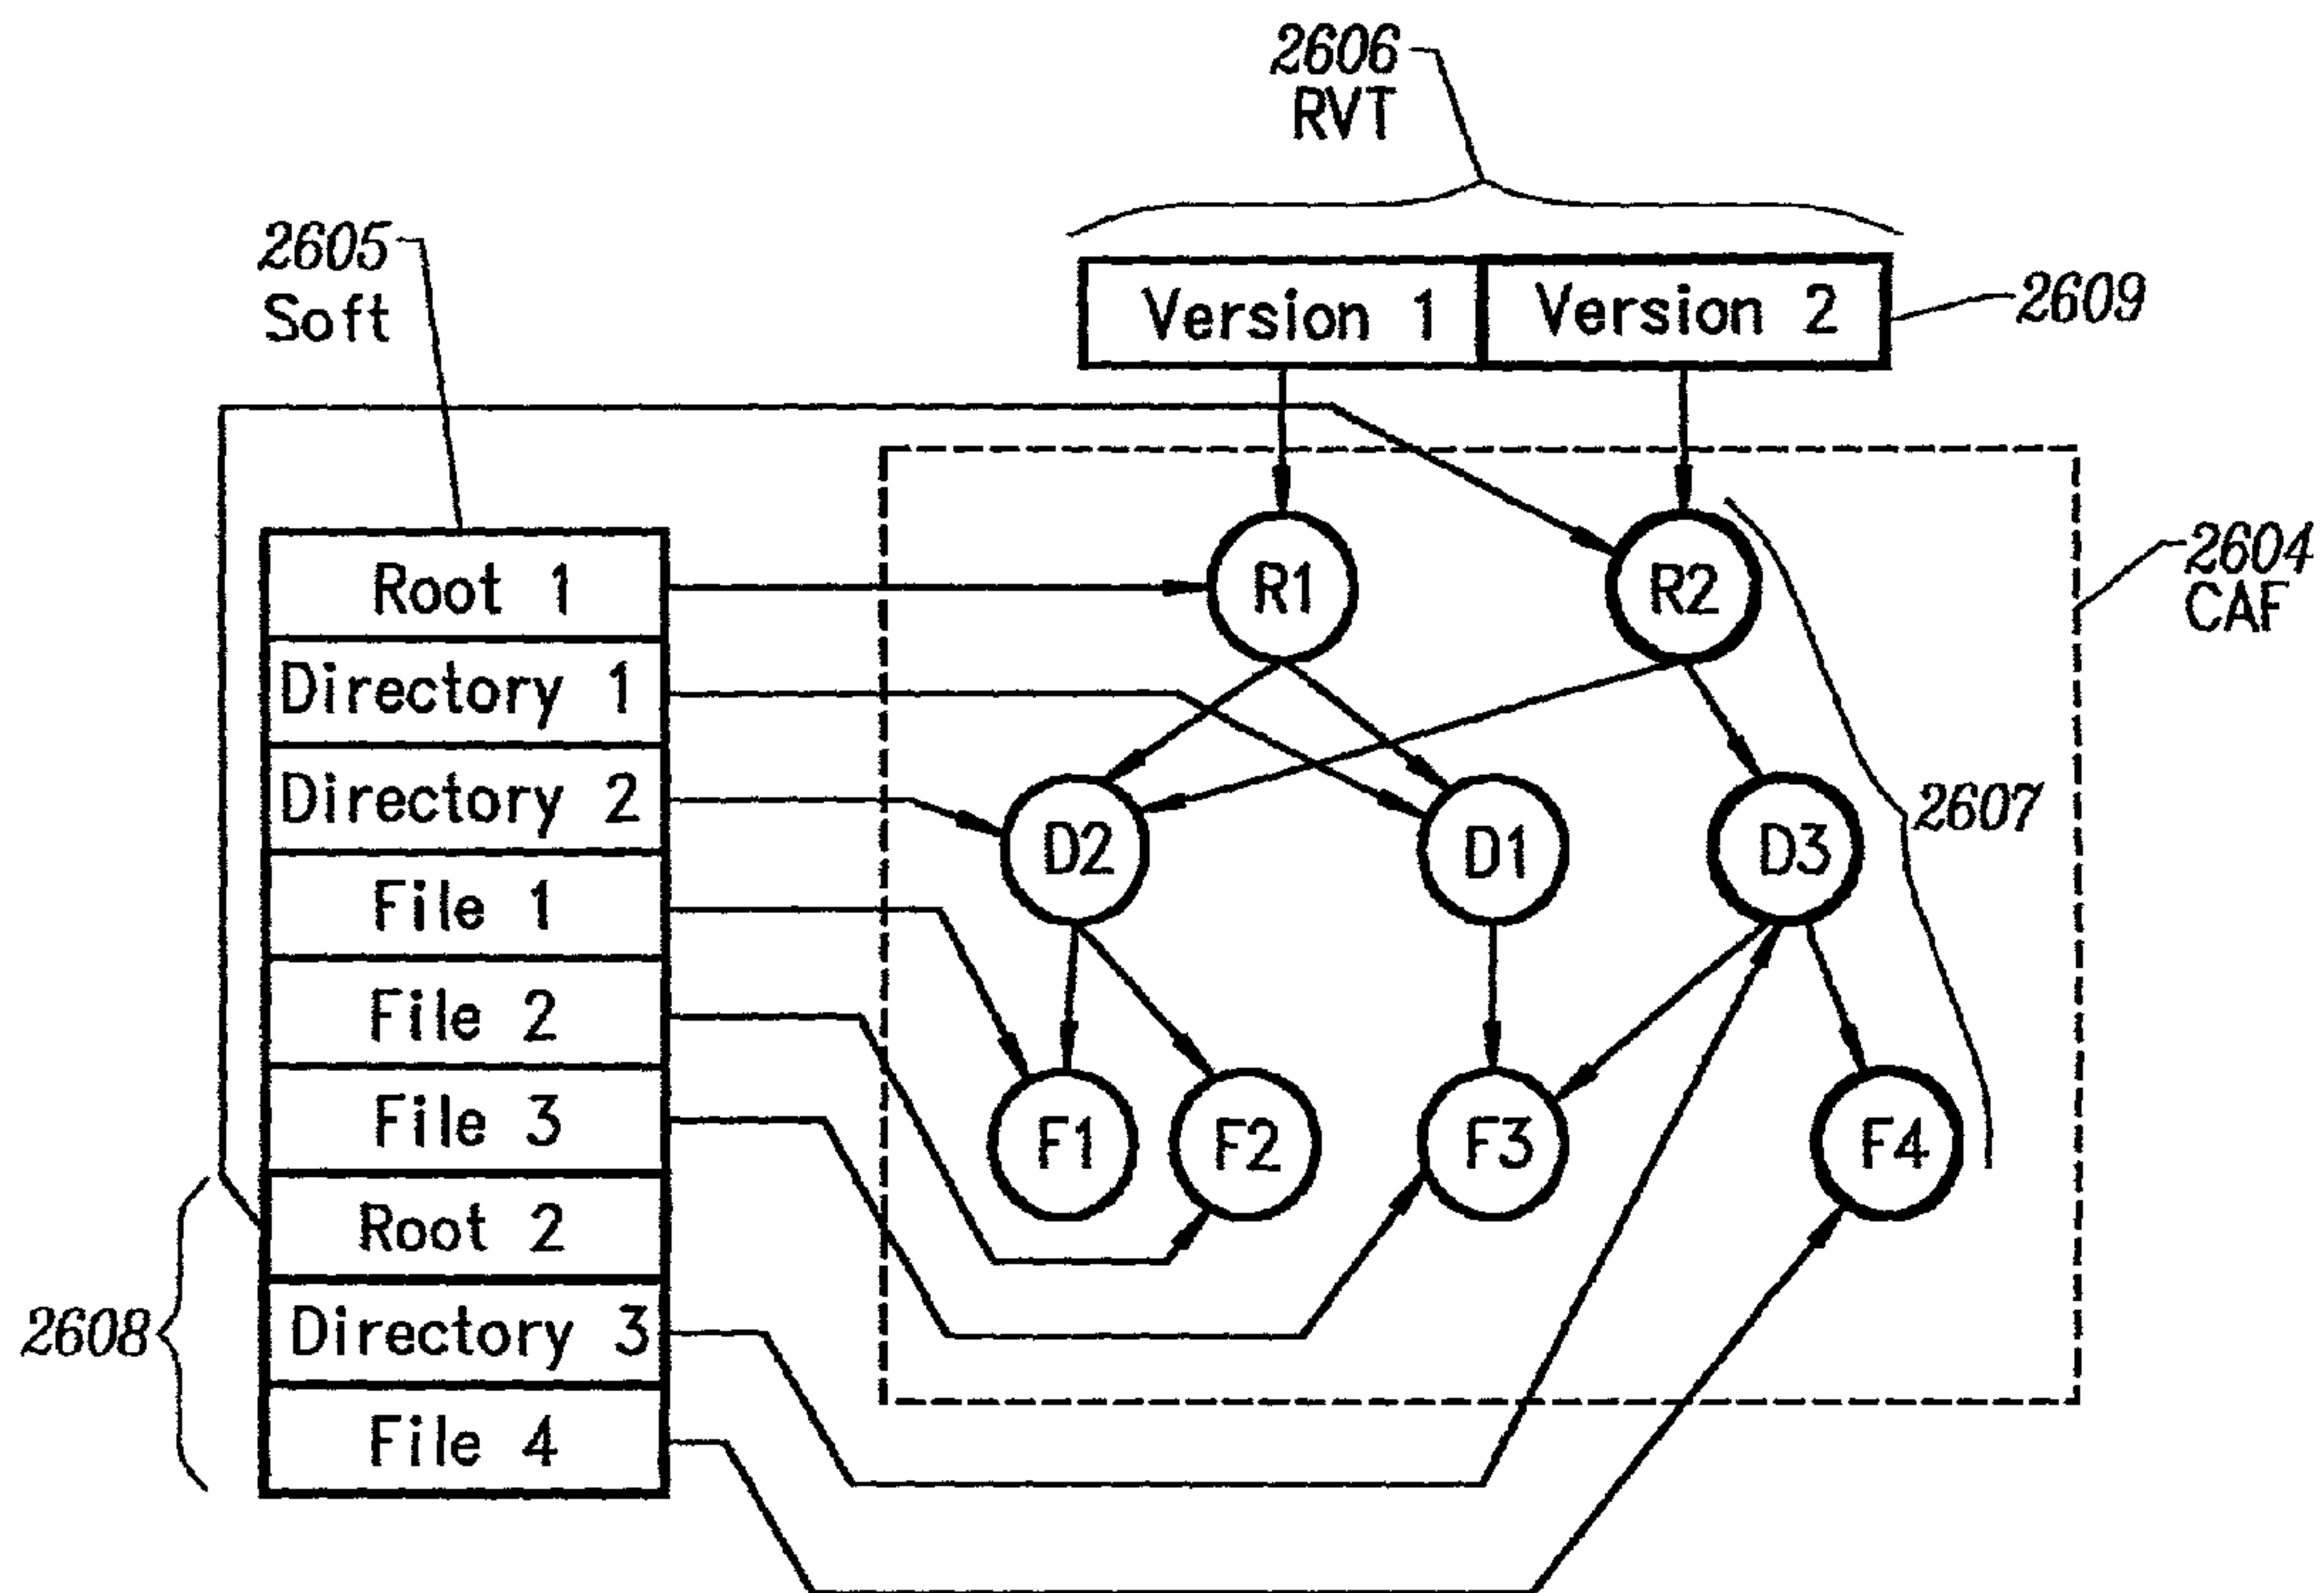 2606
RVT
2605
Soft
Version 1
Version 2
2609
2604
CAF
Root 1
R1
R2
Directory 1
Directory 2
D2
D1
D3
2607
File 1
File 2
File 3
F1
F2
F3
F4
Root 2
2608
Directory 3
File 4